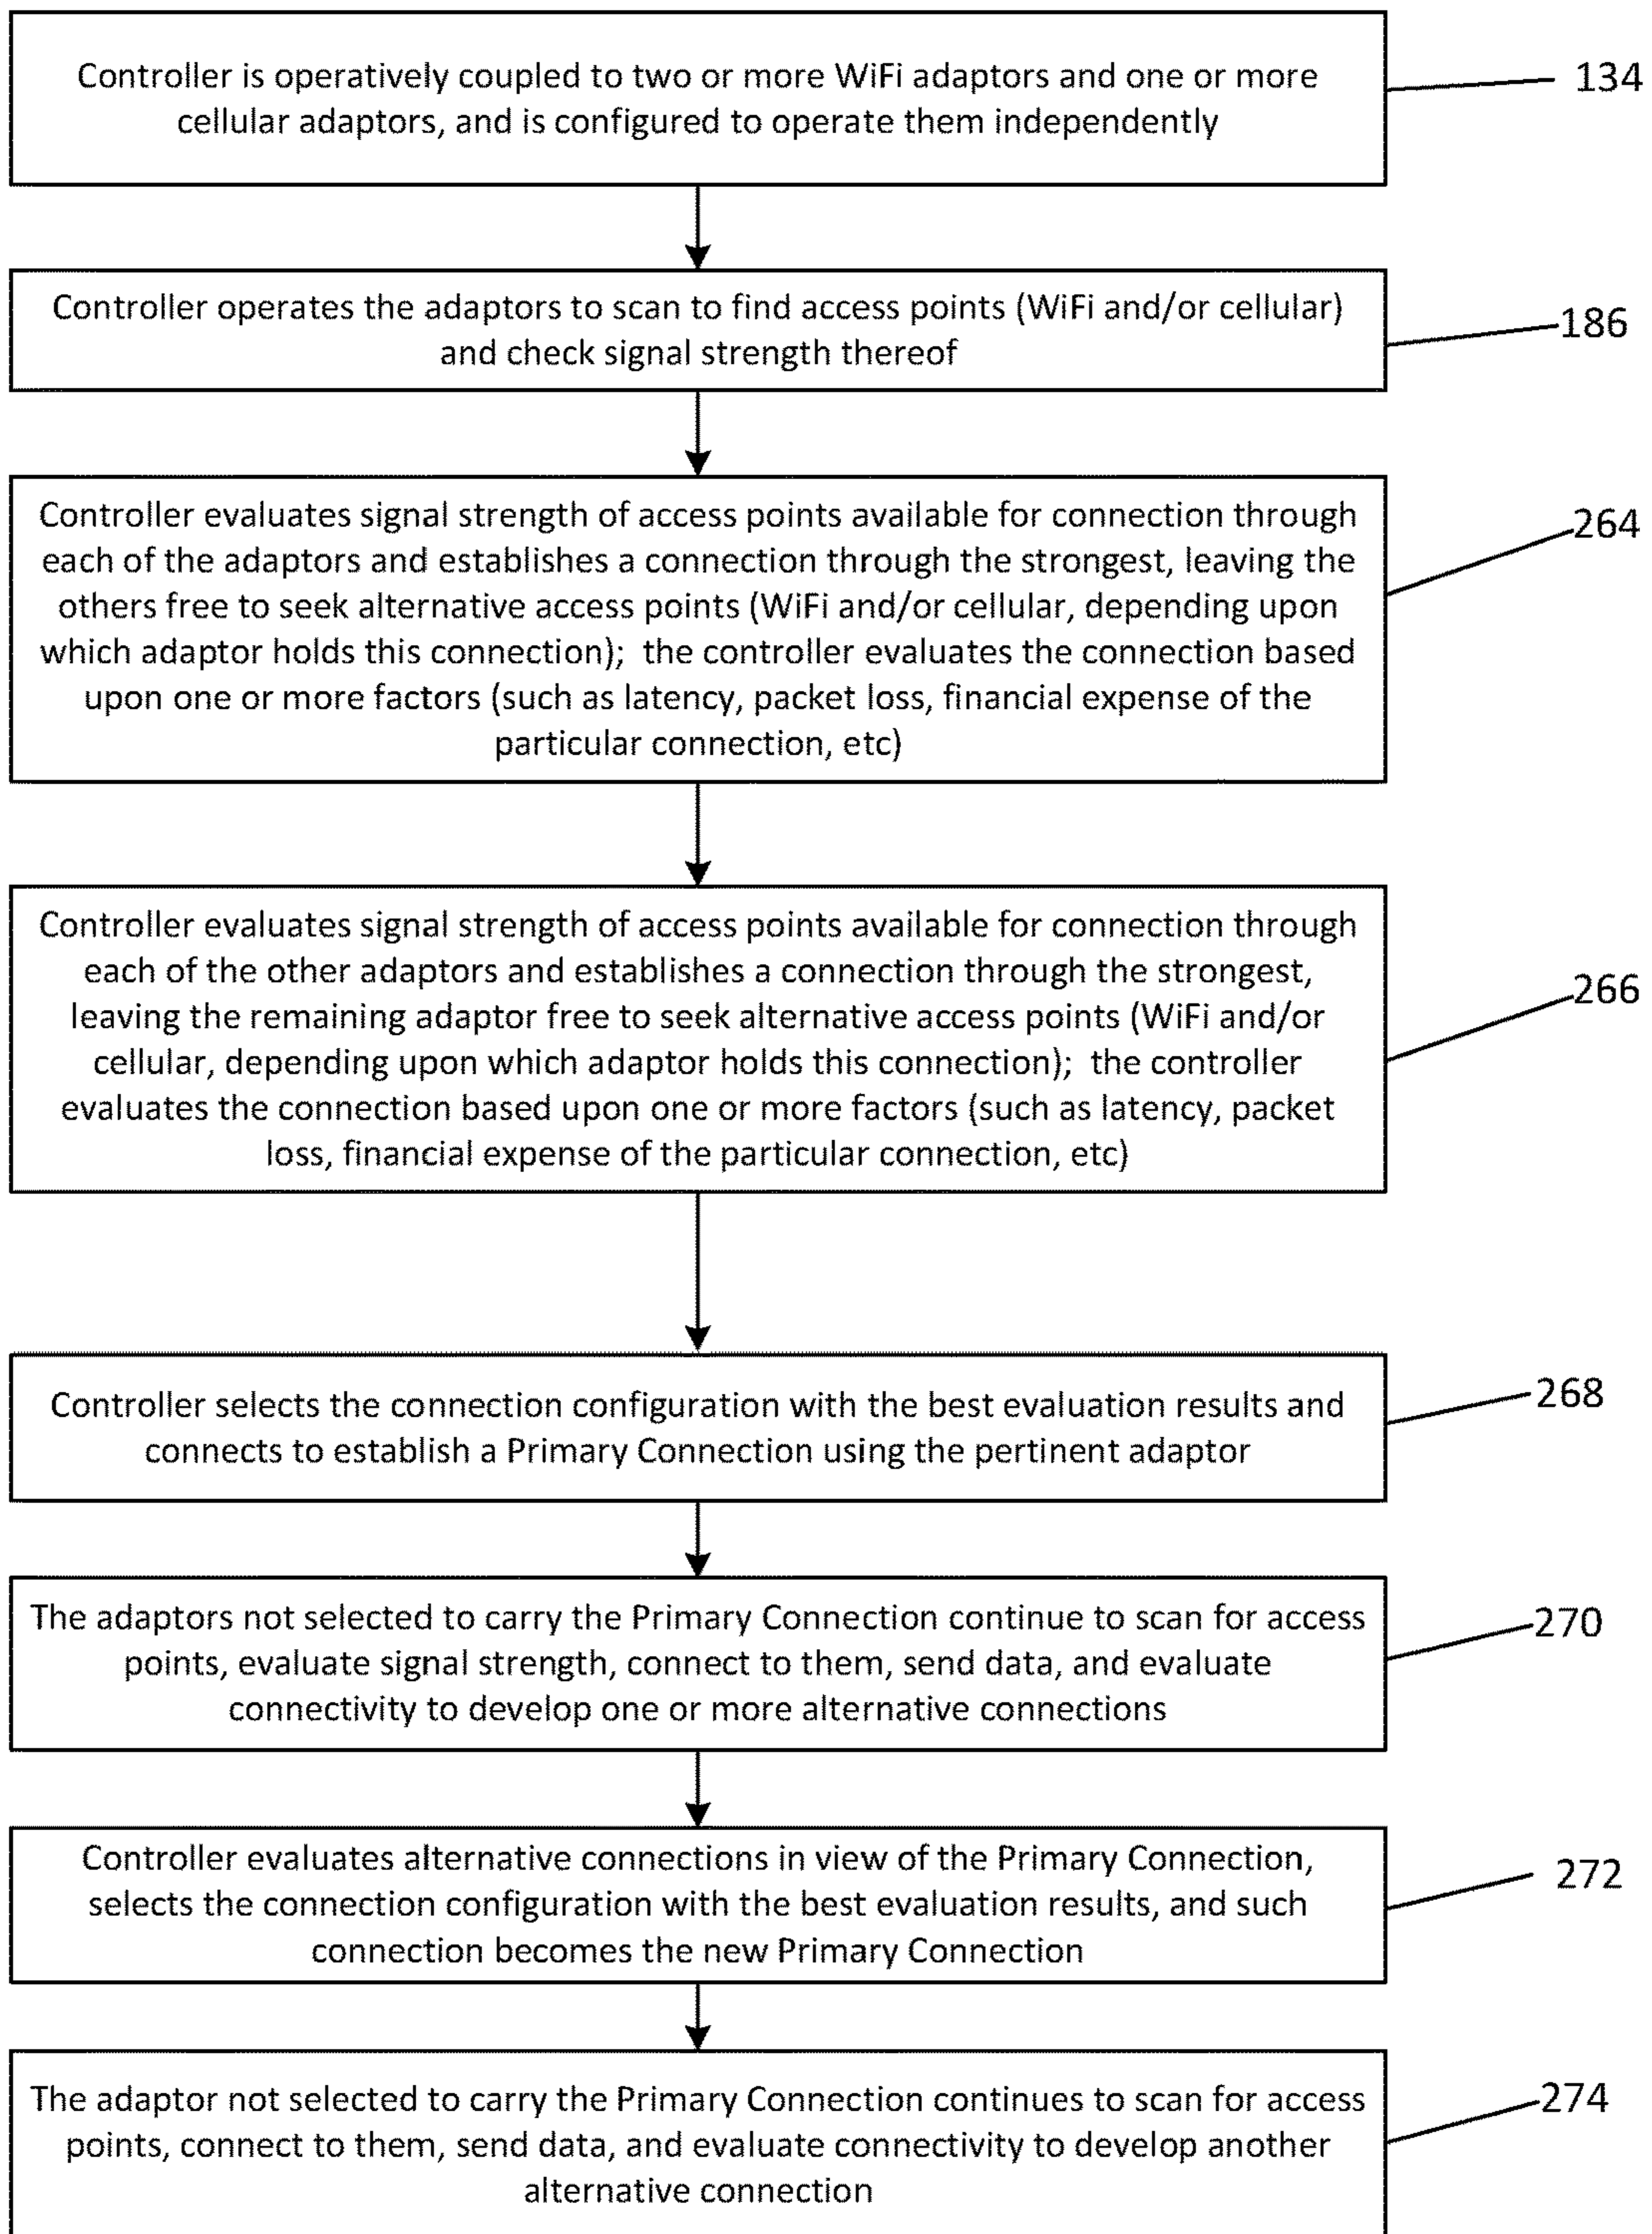 Controller is operatively coupled to two or more WiFi adaptors and one or more
cellular adaptors, and is configured to operate them independently
134
Controller operates the adaptors to scan to find access points (WiFi and/or cellular)
and check signal strength thereof
186
Controller evaluates signal strength of access points available for connection through
each of the adaptors and establishes a connection through the strongest, leaving the
others free to seek alternative access points (WiFi and/or cellular, depending upon
which adaptor holds this connection); the controller evaluates the connection based
upon one or more factors (such as latency, packet loss, financial expense of the
particular connection, etc)
264
Controller evaluates signal strength of access points available for connection through
each of the other adaptors and establishes a connection through the strongest,
leaving the remaining adaptor free to seek alternative access points (WiFi and/or
cellular, depending upon which adaptor holds this connection); the controller
evaluates the connection based upon one or more factors (such as latency, packet
loss, financial expense of the particular connection, etc)
266
Controller selects the connection configuration with the best evaluation results and
connects to establish a Primary Connection using the pertinent adaptor
268
The adaptors not selected to carry the Primary Connection continue to scan for access
points, evaluate signal strength, connect to them, send data, and evaluate
connectivity to develop one or more alternative connections
270
Controller evaluates alternative connections in view of the Primary Connection,
selects the connection configuration with the best evaluation results, and such
connection becomes the new Primary Connection
272
The adaptor not selected to carry the Primary Connection continues to scan for access
points, connect to them, send data, and evaluate connectivity to develop another
alternative connection
274